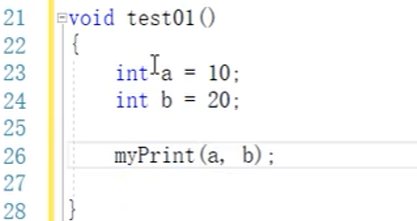 21 void test01()
22 {
23 int a = 10;
24 int b = 20;
25
26 myPrint(a, b);
27
28 }